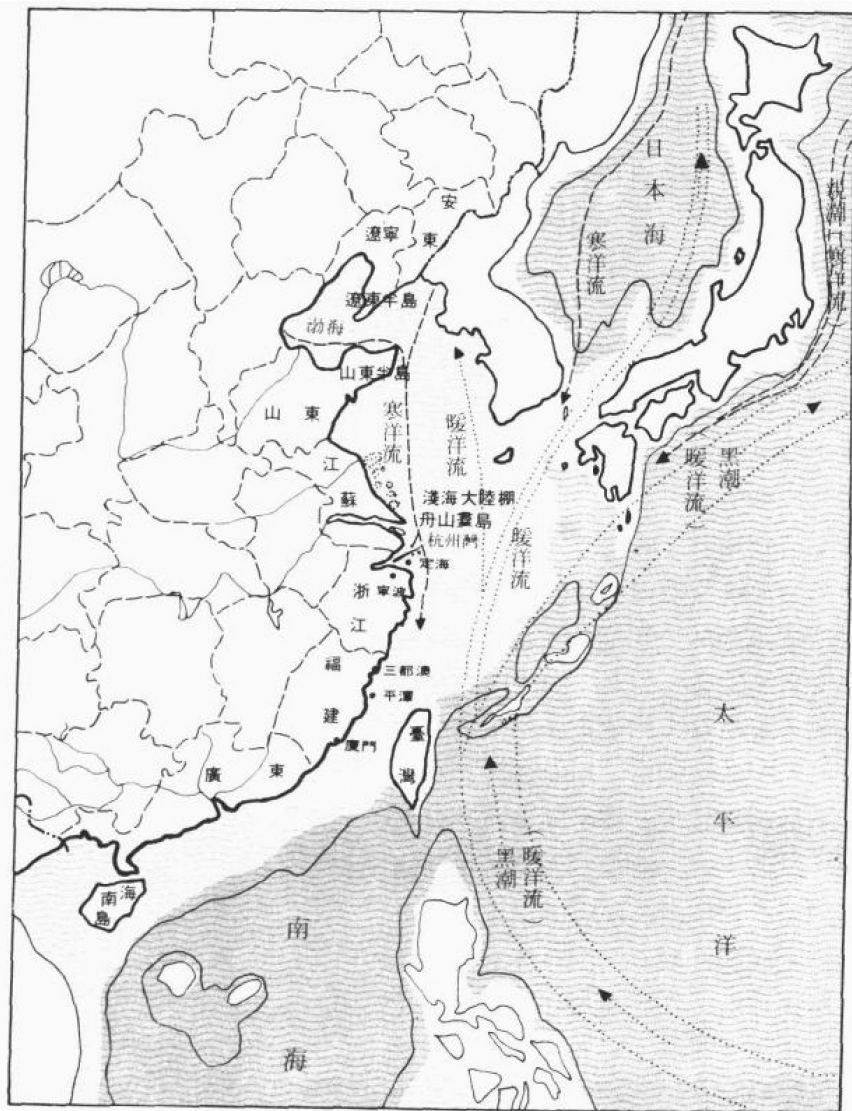 日本海
寒洋流
親潮（寒洋流）
安東
遼寧
遼東半島
渤海
山東半島
山東
寒洋流
暖洋流
黑潮
（暖洋流）
江蘇
淺海大陸棚
舟山羣島
杭州灣
定海
寧波
暖洋流
浙江
福建
三都澳
平潭
廈門
臺灣
廣東
太平洋
黑潮
（暖洋流）
海南島
南海